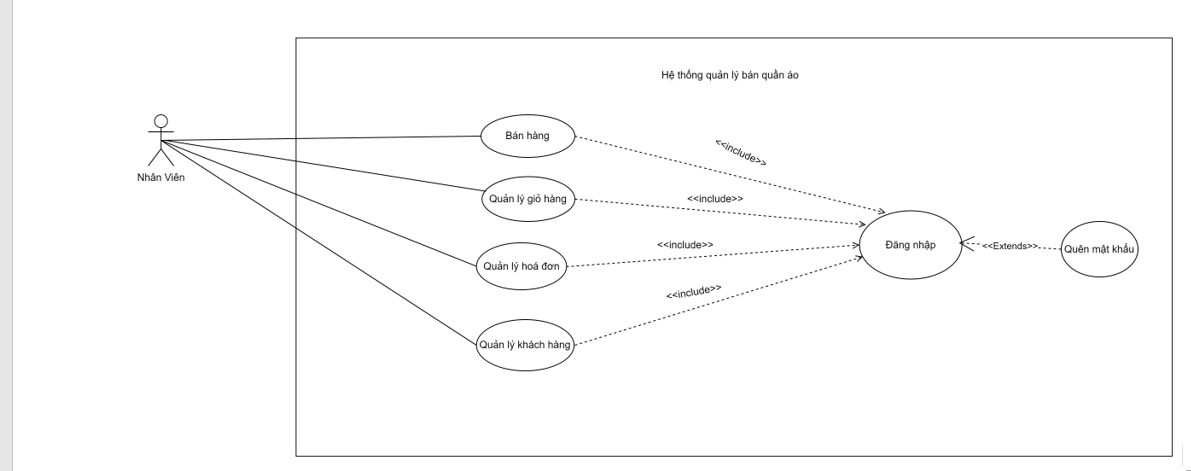 Hệ thống quản lý bán quần áo
Nhân Viên
Bán hàng
<<include>>
Quản lý giỏ hàng
<<include>>
Quản lý hoá đơn
<<include>>
Quản lý khách hàng
<<include>>
Đăng nhập
<<Extends>>
Quên mật khẩu